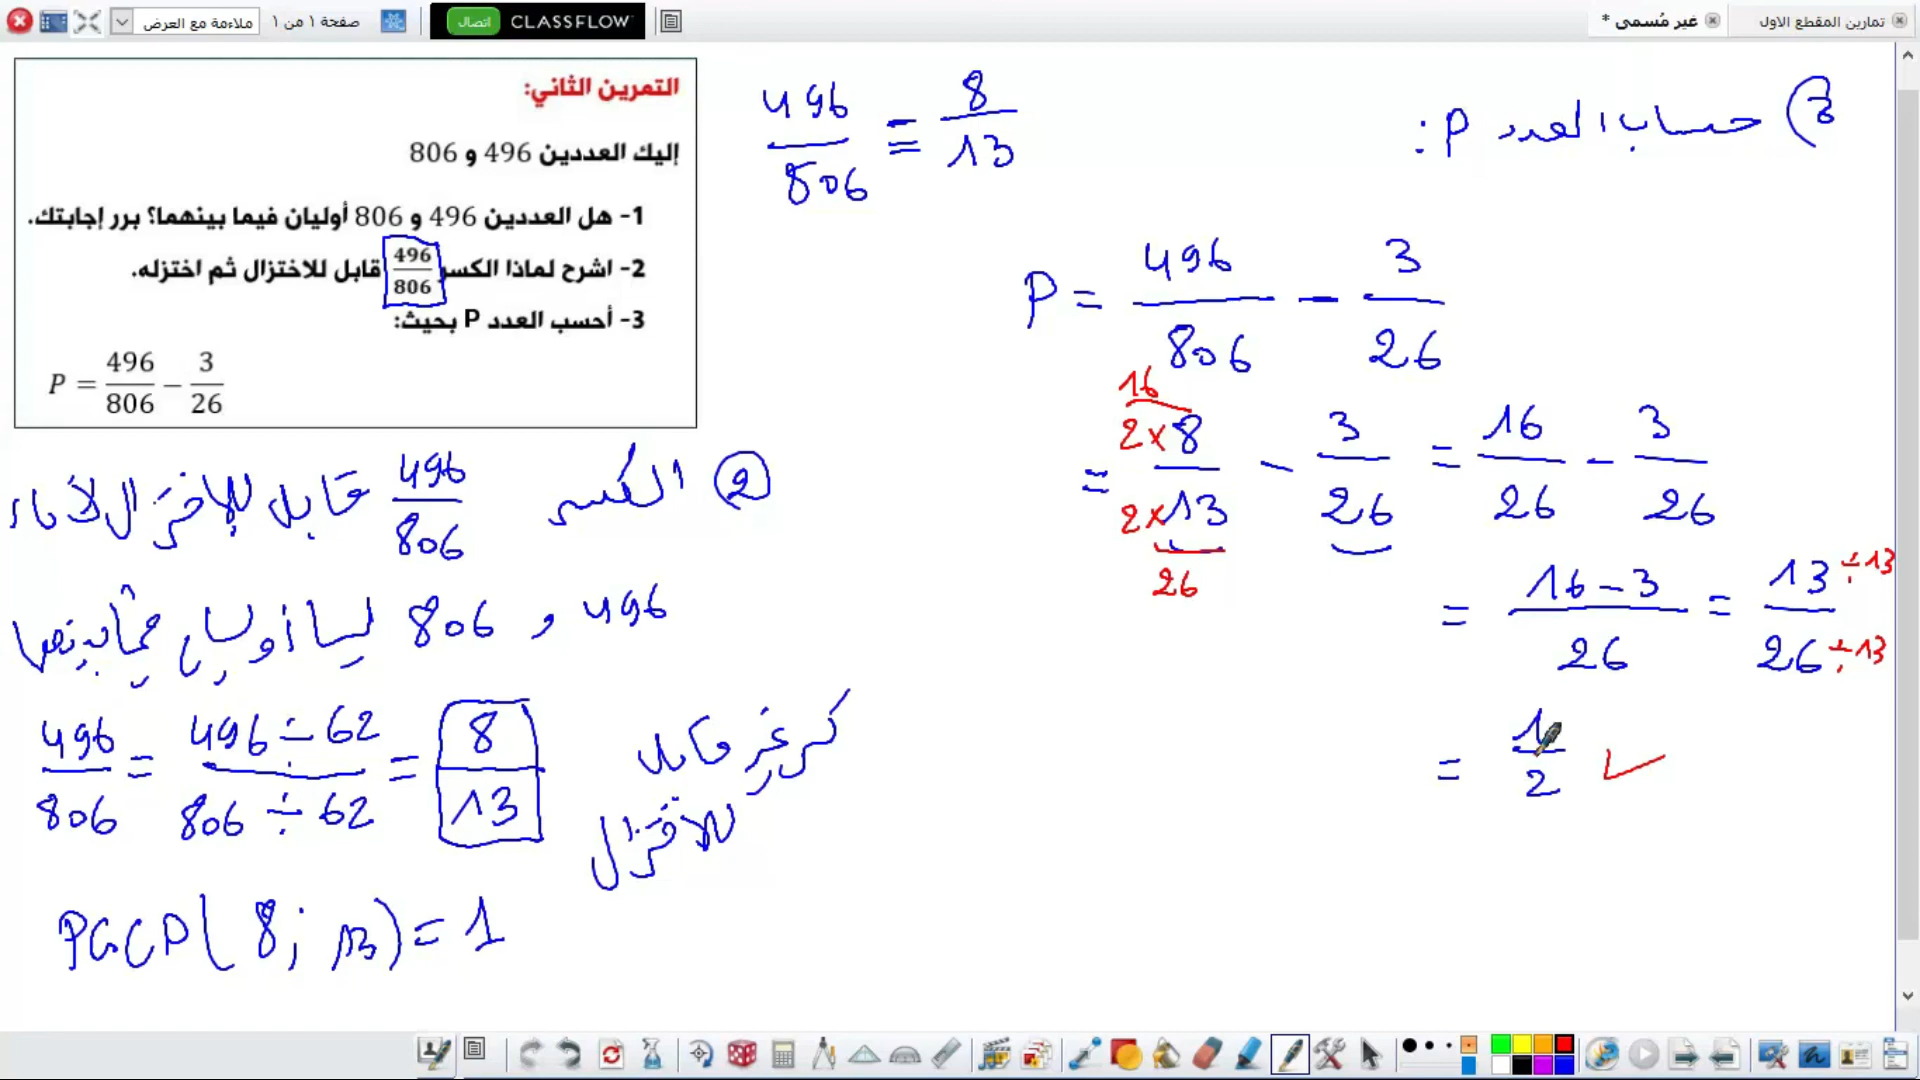 ملاءمة مع العرض
صفحة ١ من ١
اتصال CLASSFLOW
غير مُسمى *
تمارين المقطع الاول
التمرين الثاني:
إليك العددين 496 و 806
1- هل العددين 496 و 806 أوليان فيما بينهما؟ برر إجابتك.
2- اشرح لماذا الكسر 496/806 قابل للاختزال ثم اختزله.
3- أحسب العدد P بحيث:
P = 496/806 − 3/26
496/806 = 8/13
3 حساب العدد P :
P = 496/806 − 3/26
= 2×8/2×13 − 3/26 = 16/26 − 3/26
16
26
= 16−3/26 = 13÷13/26÷13
= 1/2
2 الكسر 496/806 قابل للإختزال لأن
496 و 806 ليسا أوليين فيما بينهما
496/806 = 496÷62/806÷62 = 8/13
كسر غير قابل
للاختزال
PGCD( 8; 13) = 1